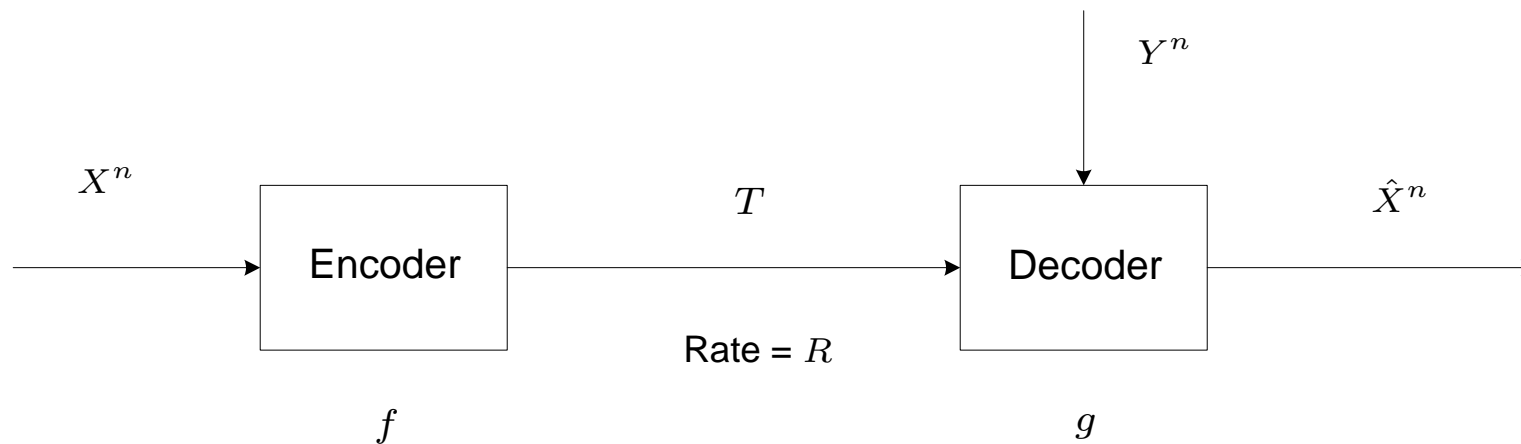 Y^n
X^n
T
X̂^n
Encoder
Decoder
Rate = R
f
g